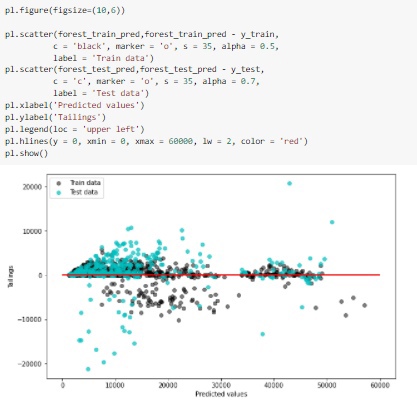 pl.figure(figsize=(10,6))
pl.scatter(forest_train_pred,forest_train_pred - y_train,
c = 'black', marker = 'o', s = 35, alpha = 0.5,
label = 'Train data')
pl.scatter(forest_test_pred,forest_test_pred - y_test,
c = 'c', marker = 'o', s = 35, alpha = 0.7,
label = 'Test data')
pl.xlabel('Predicted values')
pl.ylabel('Tailings')
pl.legend(loc = 'upper left')
pl.hlines(y = 0, xmin = 0, xmax = 60000, lw = 2, color = 'red')
pl.show()
Train data
Test data
20000
10000
0
−10000
−20000
Tailings
0 10000 20000 30000 40000 50000 60000
Predicted values